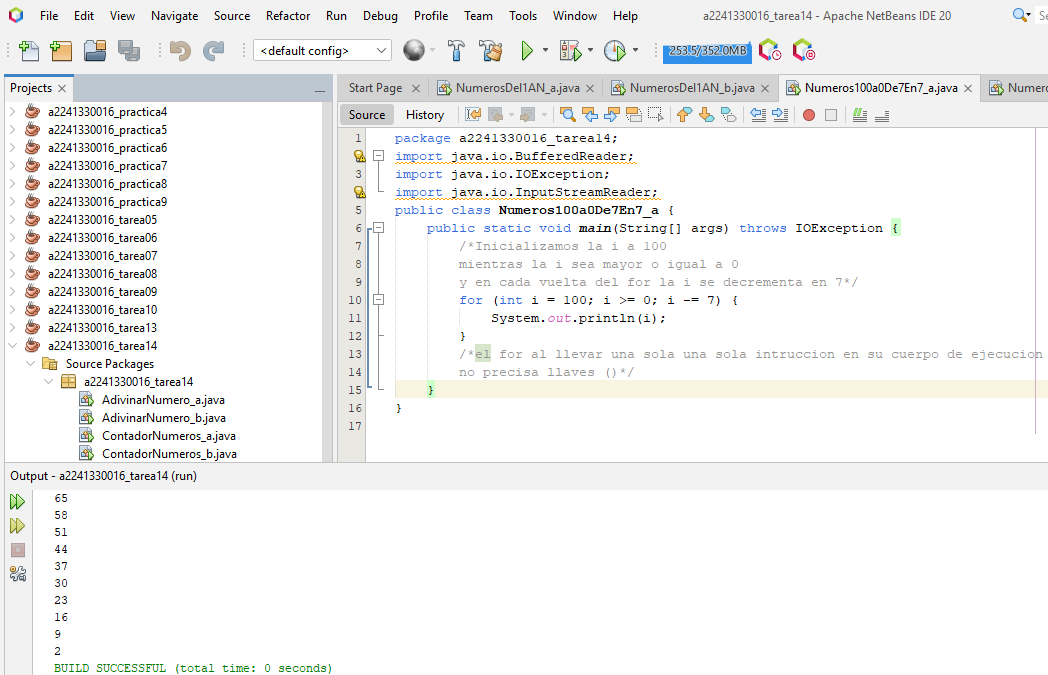 File Edit View Navigate Source Refactor Run Debug Profile Team Tools Window Help a2241330016_tarea14 - Apache NetBeans IDE 20
<default config> 253.5/352.0MB
Projects
Start Page NumerosDel1AN_a.java NumerosDel1AN_b.java Numeros100a0De7En7_a.java
Source History
a2241330016_practica4
a2241330016_practica5
a2241330016_practica6
a2241330016_practica7
a2241330016_practica8
a2241330016_practica9
a2241330016_tarea05
a2241330016_tarea06
a2241330016_tarea07
a2241330016_tarea08
a2241330016_tarea09
a2241330016_tarea10
a2241330016_tarea13
a2241330016_tarea14
Source Packages
a2241330016_tarea14
AdivinarNumero_a.java
AdivinarNumero_b.java
ContadorNumeros_a.java
ContadorNumeros_b.java
1 package a2241330016_tarea14;
import java.io.BufferedReader;
3 import java.io.IOException;
import java.io.InputStreamReader;
5 public class Numeros100a0De7En7_a {
6 public static void main(String[] args) throws IOException {
7 /*Inicializamos la i a 100
8 mientras la i sea mayor o igual a 0
9 y en cada vuelta del for la i se decrementa en 7*/
10 for (int i = 100; i >= 0; i -= 7) {
11 System.out.println(i);
12 }
13 /*el for al llevar una sola una sola intruccion en su cuerpo de ejecucion
14 no precisa llaves ()*/
15 }
16 }
17
Output - a2241330016_tarea14 (run)
65
58
51
44
37
30
23
16
9
2
BUILD SUCCESSFUL (total time: 0 seconds)